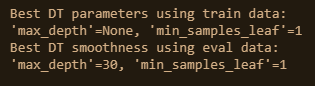 Best DT parameters using train data:
'max_depth'=None, 'min_samples_leaf'=1
Best DT smoothness using eval data:
'max_depth'=30, 'min_samples_leaf'=1